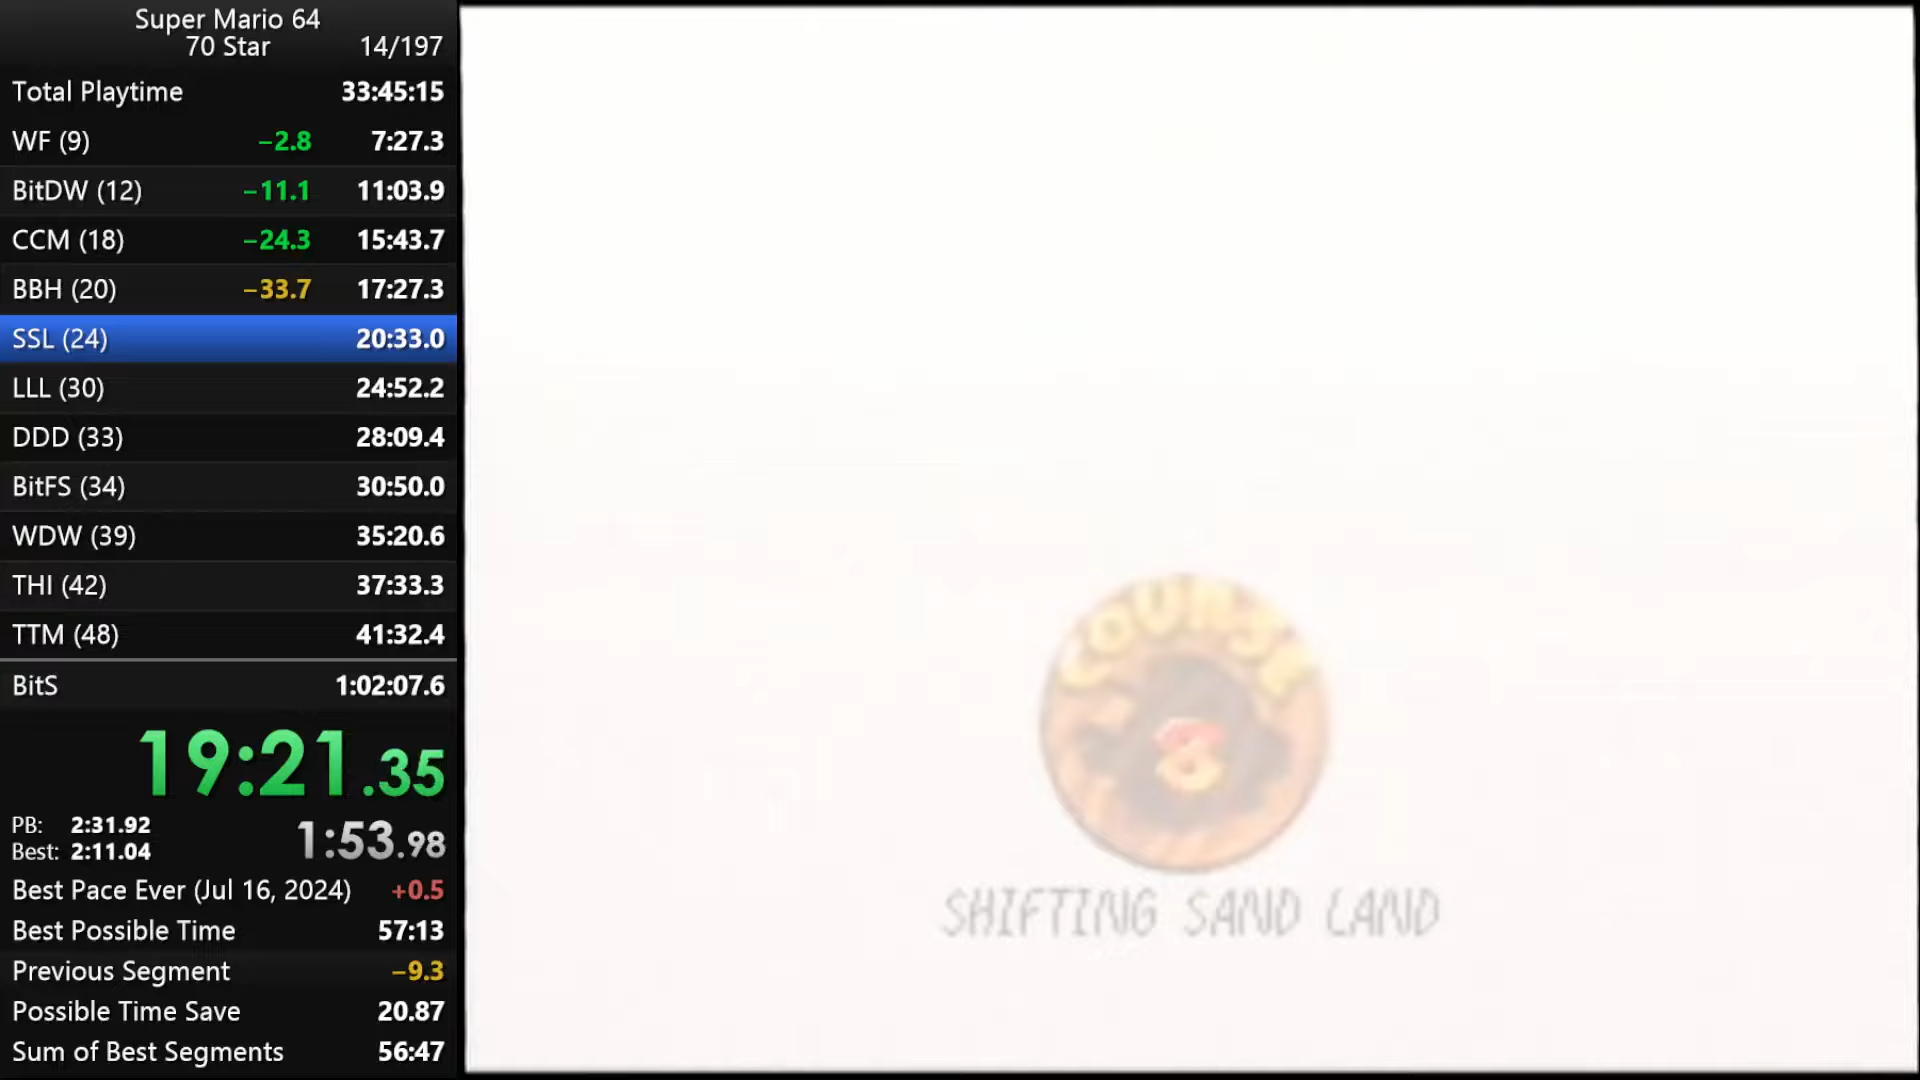 Super Mario 64
70 Star 14/197
Total Playtime 33:45:15
WF (9) −2.8 7:27.3
BitDW (12) −11.1 11:03.9
CCM (18) −24.3 15:43.7
BBH (20) −33.7 17:27.3
SSL (24) 20:33.0
LLL (30) 24:52.2
DDD (33) 28:09.4
BitFS (34) 30:50.0
WDW (39) 35:20.6
THI (42) 37:33.3
TTM (48) 41:32.4
BitS 1:02:07.6
19:21.35
PB: 2:31.92
Best: 2:11.04
1:53.98
Best Pace Ever (Jul 16, 2024) +0.5
Best Possible Time 57:13
Previous Segment −9.3
Possible Time Save 20.87
Sum of Best Segments 56:47
COURSE
8
SHIFTING SAND LAND